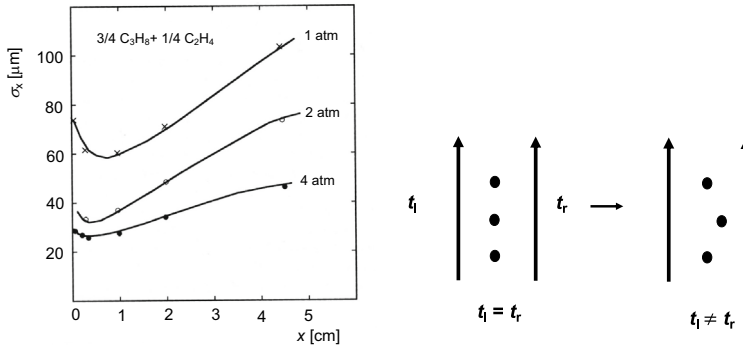 3/4 C₃H₈+ 1/4 C₂H₄
1 atm
2 atm
4 atm
σₓ [μm]
100
80
60
40
20
0
1
2
3
4
5
x [cm]
tₗ
tᵣ
tₗ = tᵣ
tₗ ≠ tᵣ